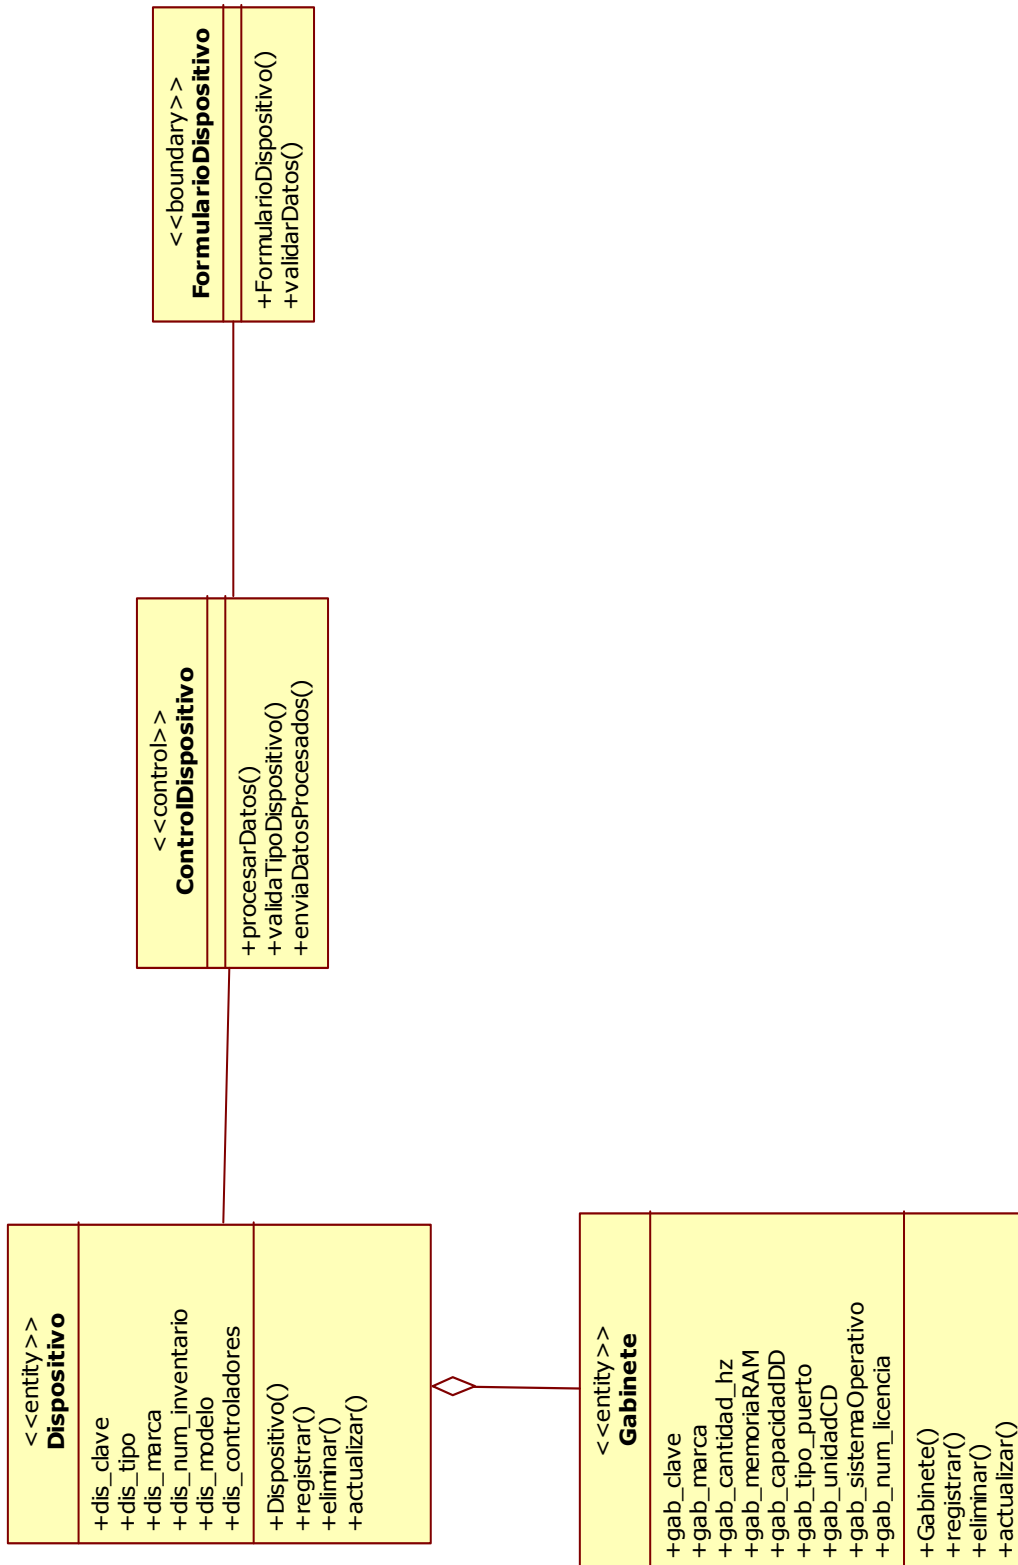 <<boundary>>
FormularioDispositivo
+FormularioDispositivo()
+validarDatos()
<<control>>
ControlDispositivo
+procesarDatos()
+validaTipoDispositivo()
+enviaDatosProcesados()
<<entity>>
Dispositivo
+dis_clave
+dis_tipo
+dis_marca
+dis_num_inventario
+dis_modelo
+dis_controladores
+Dispositivo()
+registrar()
+eliminar()
+actualizar()
<<entity>>
Gabinete
+gab_clave
+gab_marca
+gab_cantidad_hz
+gab_memoriaRAM
+gab_capacidadDD
+gab_tipo_puerto
+gab_unidadCD
+gab_sistemaOperativo
+gab_num_licencia
+Gabinete()
+registrar()
+eliminar()
+actualizar()